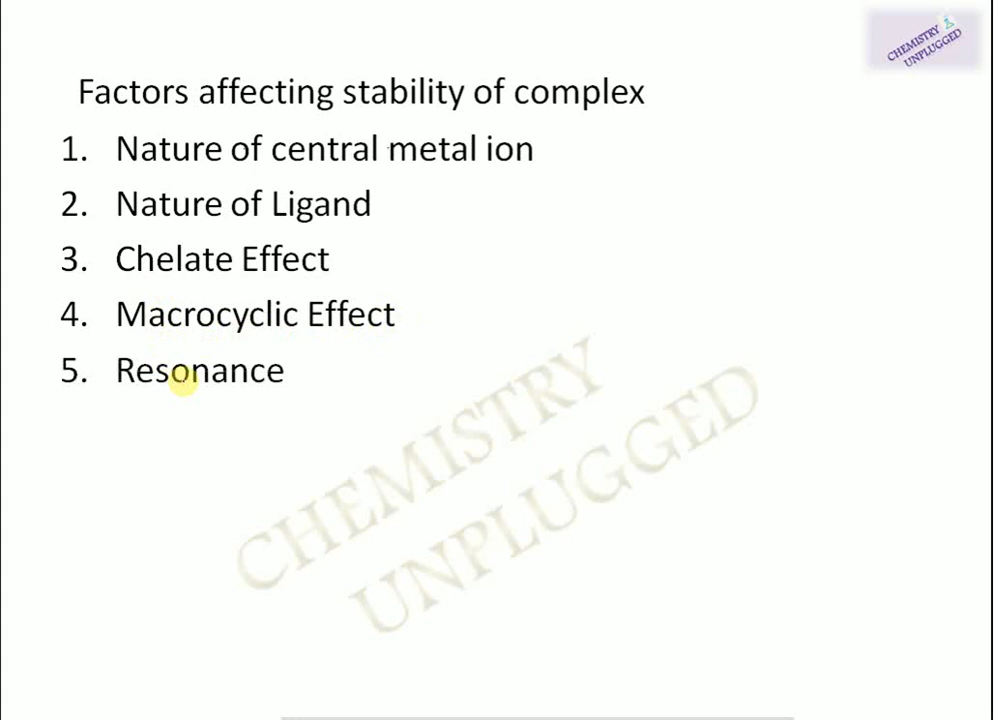 CHEMISTRY
UNPLUGGED
Factors affecting stability of complex
1. Nature of central metal ion
2. Nature of Ligand
3. Chelate Effect
4. Macrocyclic Effect
5. Resonance
CHEMISTRY
UNPLUGGED